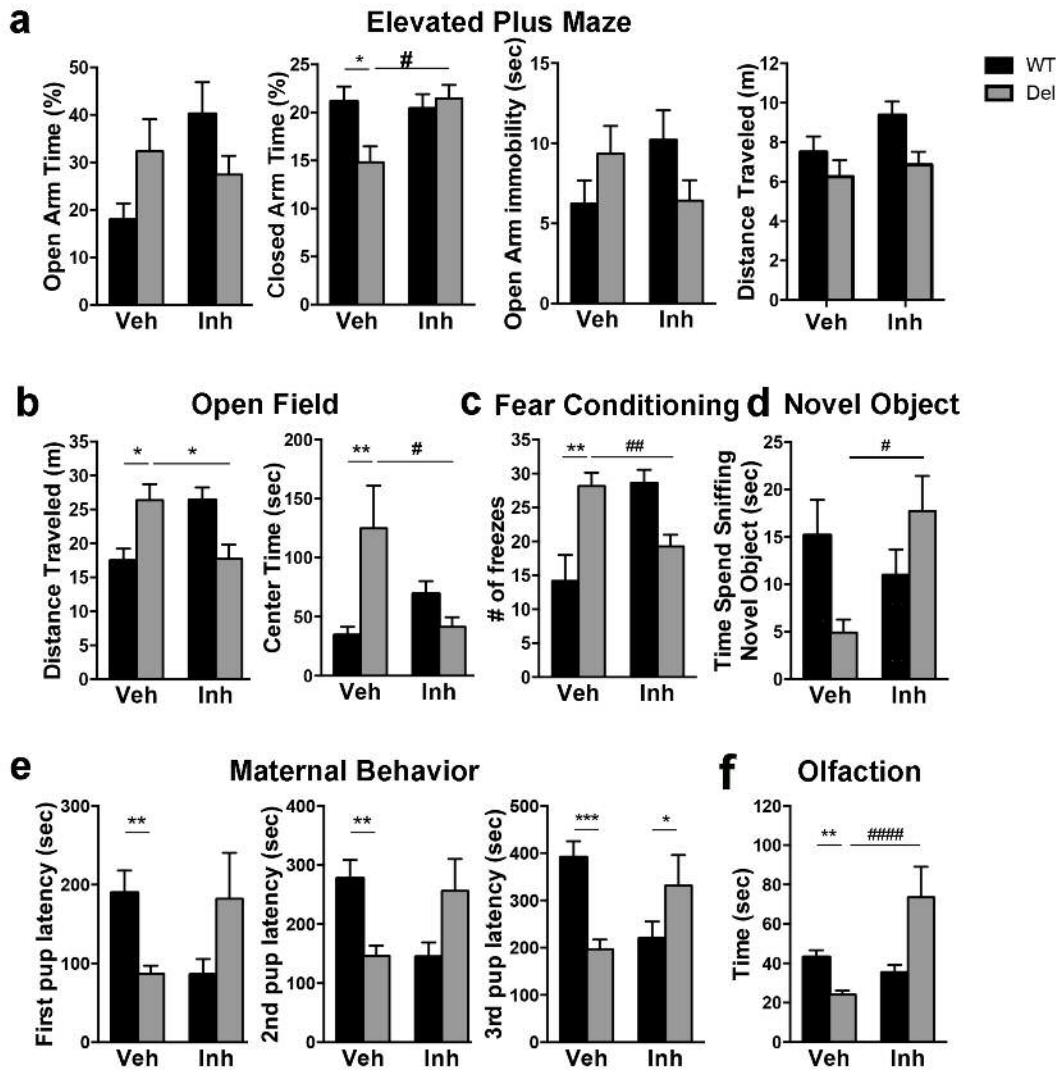 a
Elevated Plus Maze
WT
Del
Open Arm Time (%)
50
40
30
20
10
0
Veh Inh
Closed Arm Time (%)
25
20
15
10
5
0
* #
Veh Inh
Open Arm immobility (sec)
15
10
5
0
Veh Inh
Distance Traveled (m)
12
10
8
6
4
2
0
Veh Inh
b
Open Field
Distance Traveled (m)
35
30
25
20
15
10
5
0
* *
Veh Inh
Center Time (sec)
200
150
100
50
0
** #
Veh Inh
c
Fear Conditioning
# of freezes
35
30
25
20
15
10
5
0
** ##
Veh Inh
d
Novel Object
Time Spend Sniffing
Novel Object (sec)
25
20
15
10
5
0
#
Veh Inh
e
Maternal Behavior
First pup latency (sec)
300
200
100
0
**
Veh Inh
2nd pup latency (sec)
400
300
200
100
0
**
Veh Inh
3rd pup latency (sec)
500
400
300
200
100
0
*** *
Veh Inh
f
Olfaction
Time (sec)
120
100
80
60
40
20
0
** ####
Veh Inh